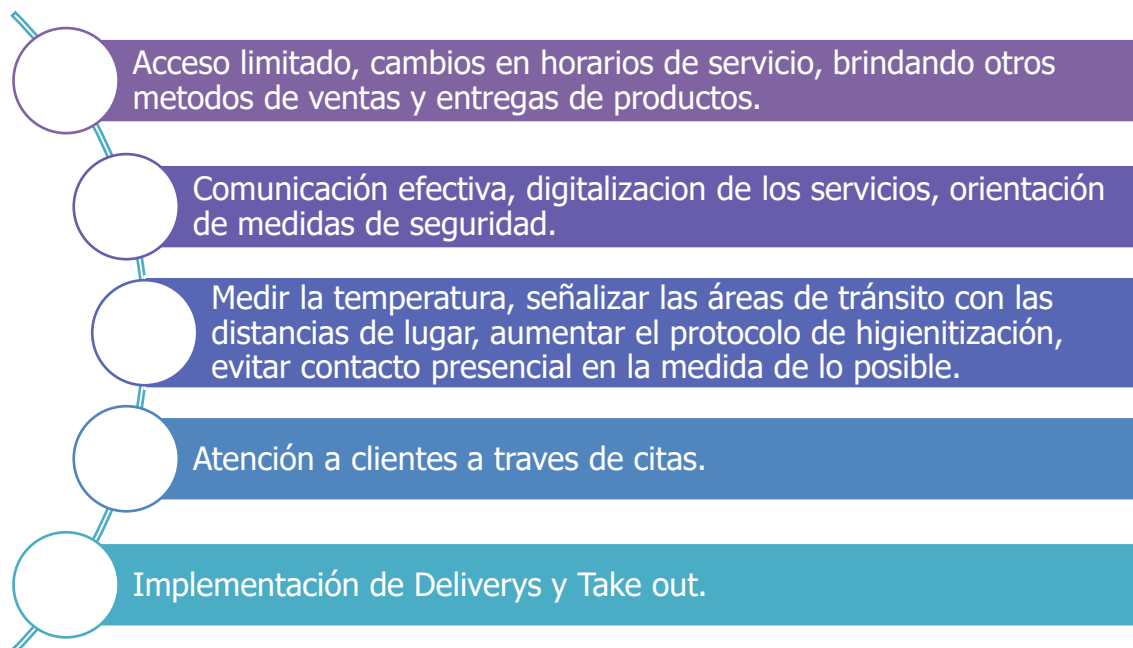 Acceso limitado, cambios en horarios de servicio, brindando otros
metodos de ventas y entregas de productos.
Comunicación efectiva, digitalizacion de los servicios, orientación
de medidas de seguridad.
Medir la temperatura, señalizar las áreas de tránsito con las
distancias de lugar, aumentar el protocolo de higienitización,
evitar contacto presencial en la medida de lo posible.
Atención a clientes a traves de citas.
Implementación de Deliverys y Take out.